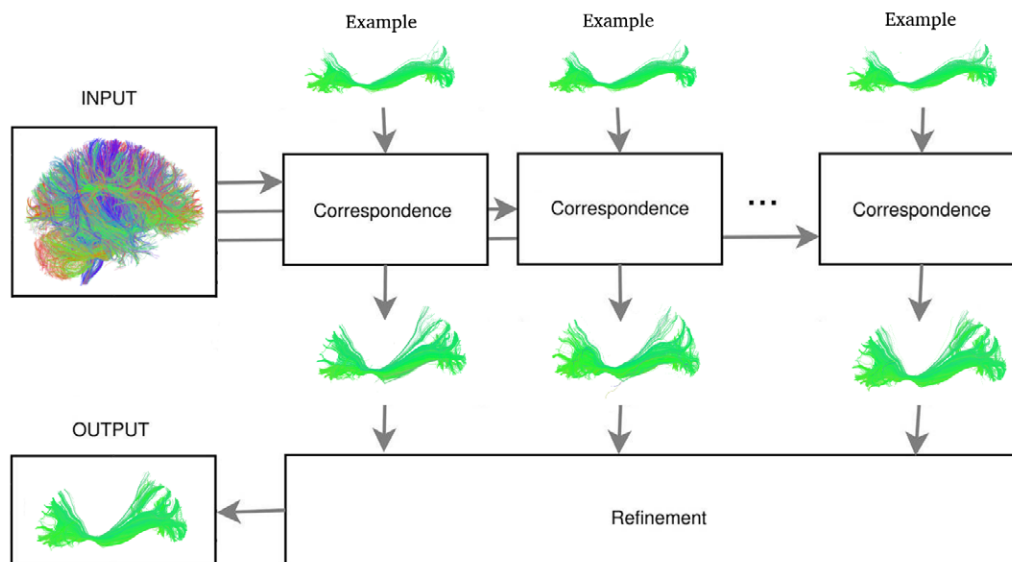 Example
Example
Example
INPUT
Correspondence
Correspondence
...
Correspondence
OUTPUT
Refinement